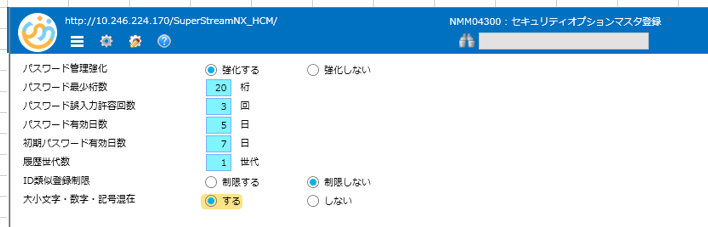 http://10.246.224.170/SuperStreamNX_HCM/ NMM04300：セキュリティオプションマスタ登録
パスワード管理強化 強化する 強化しない
パスワード最少桁数 20 桁
パスワード誤入力許容回数 3 回
パスワード有効日数 5 日
初期パスワード有効日数 7 日
履歴世代数 1 世代
ID類似登録制限 制限する 制限しない
大小文字・数字・記号混在 する しない